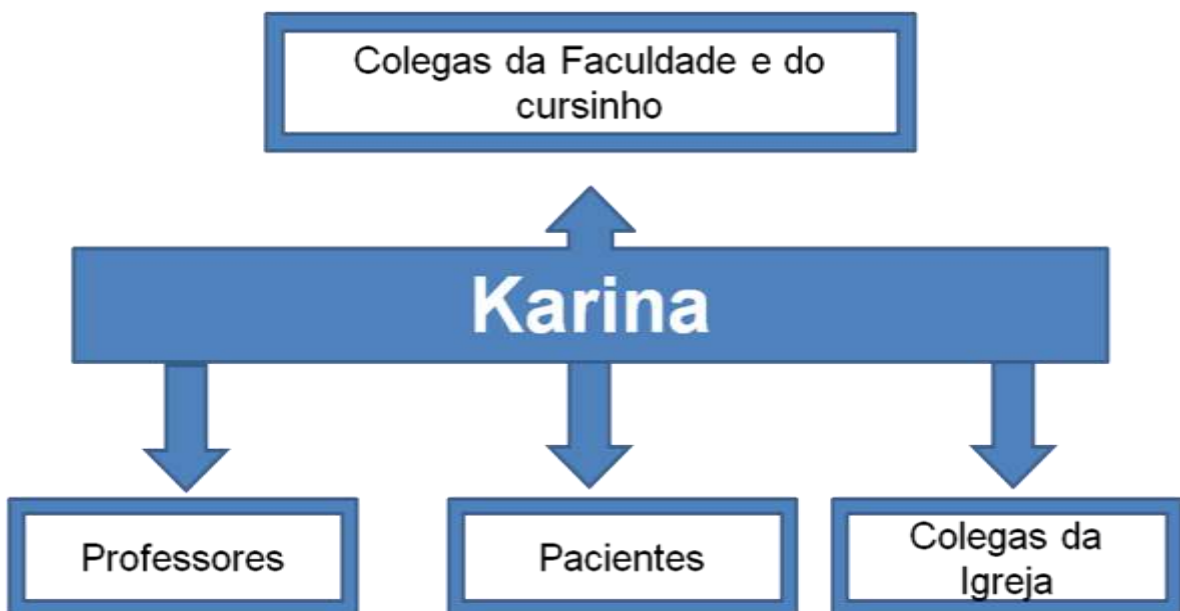 Colegas da Faculdade e do
cursinho
Karina
Professores
Pacientes
Colegas da
Igreja